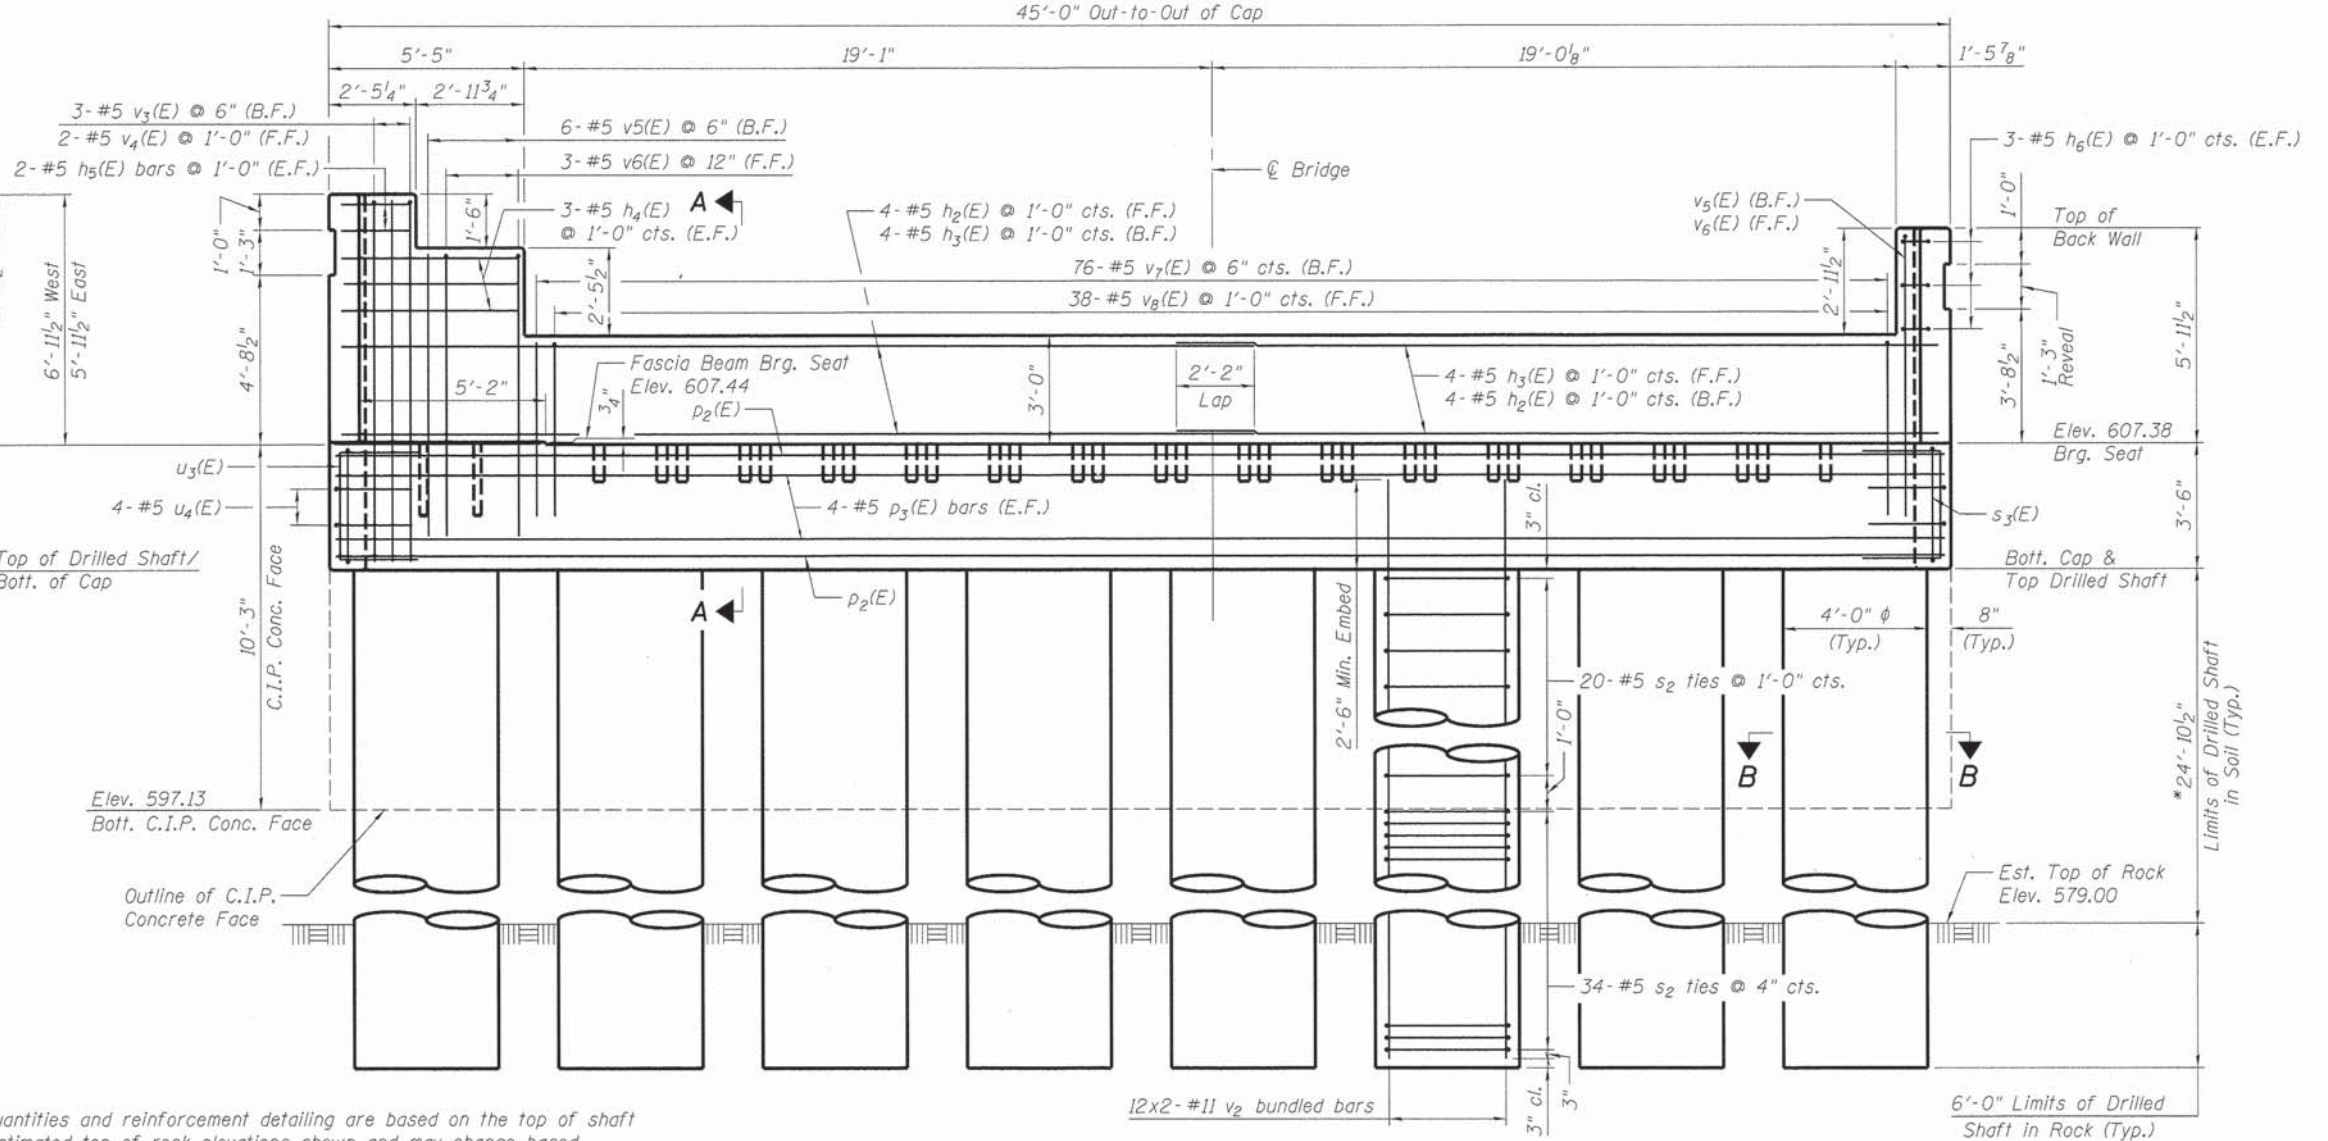 45'-0" Out-to-Out of Cap
5'-5"
19'-1"
19'-0⅛"
1'-5⅞"
2'-5¼"
2'-11¾"
3-#5 v3(E) @ 6" (B.F.)
2-#5 v4(E) @ 1'-0" (F.F.)
2-#5 h5(E) bars @ 1'-0" (E.F.)
6-#5 v5(E) @ 6" (B.F.)
3-#5 v6(E) @ 12" (F.F.)
℄ Bridge
3-#5 h6(E) @ 1'-0" cts. (E.F.)
3-#5 h4(E)
@ 1'-0" cts. (E.F.)
A
1'-6"
4-#5 h2(E) @ 1'-0" cts. (F.F.)
4-#5 h3(E) @ 1'-0" cts. (B.F.)
v5(E) (B.F.)
v6(E) (F.F.)
1'-0"
Top of
Back Wall
1'-0"
1'-3"
6'-11½" West
5'-11½" East
2'-5½"
76-#5 v7(E) @ 6" cts. (B.F.)
38-#5 v8(E) @ 1'-0" cts. (F.F.)
2'-11½"
4'-8½"
Fascia Beam Brg. Seat
Elev. 607.44
5'-2"
¾"
p2(E)
3'-0"
2'-2"
Lap
4-#5 h3(E) @ 1'-0" cts. (F.F.)
4-#5 h2(E) @ 1'-0" cts. (B.F.)
3'-8½"
1'-3"
Reveal
5'-11½"
Elev. 607.38
Brg. Seat
u3(E)
4-#5 u4(E)
4-#5 p3(E) bars (E.F.)
3" cl.
s3(E)
3'-6"
Top of Drilled Shaft/
Bott. of Cap
Bott. Cap &
Top Drilled Shaft
10'-3"
C.I.P. Conc. Face
A
p2(E)
2'-6" Min. Embed
4'-0" ϕ
(Typ.)
8"
(Typ.)
20-#5 s2 ties @ 1'-0" cts.
1'-0"
B
B
*24'-10½"
Limits of Drilled Shaft
in Soil (Typ.)
Elev. 597.13
Bott. C.I.P. Conc. Face
Outline of C.I.P.
Concrete Face
Est. Top of Rock
Elev. 579.00
34-#5 s2 ties @ 4" cts.
12x2-#11 v2 bundled bars
3" cl.
3"
6'-0" Limits of Drilled
Shaft in Rock (Typ.)
uantities and reinforcement detailing are based on the top of shaft